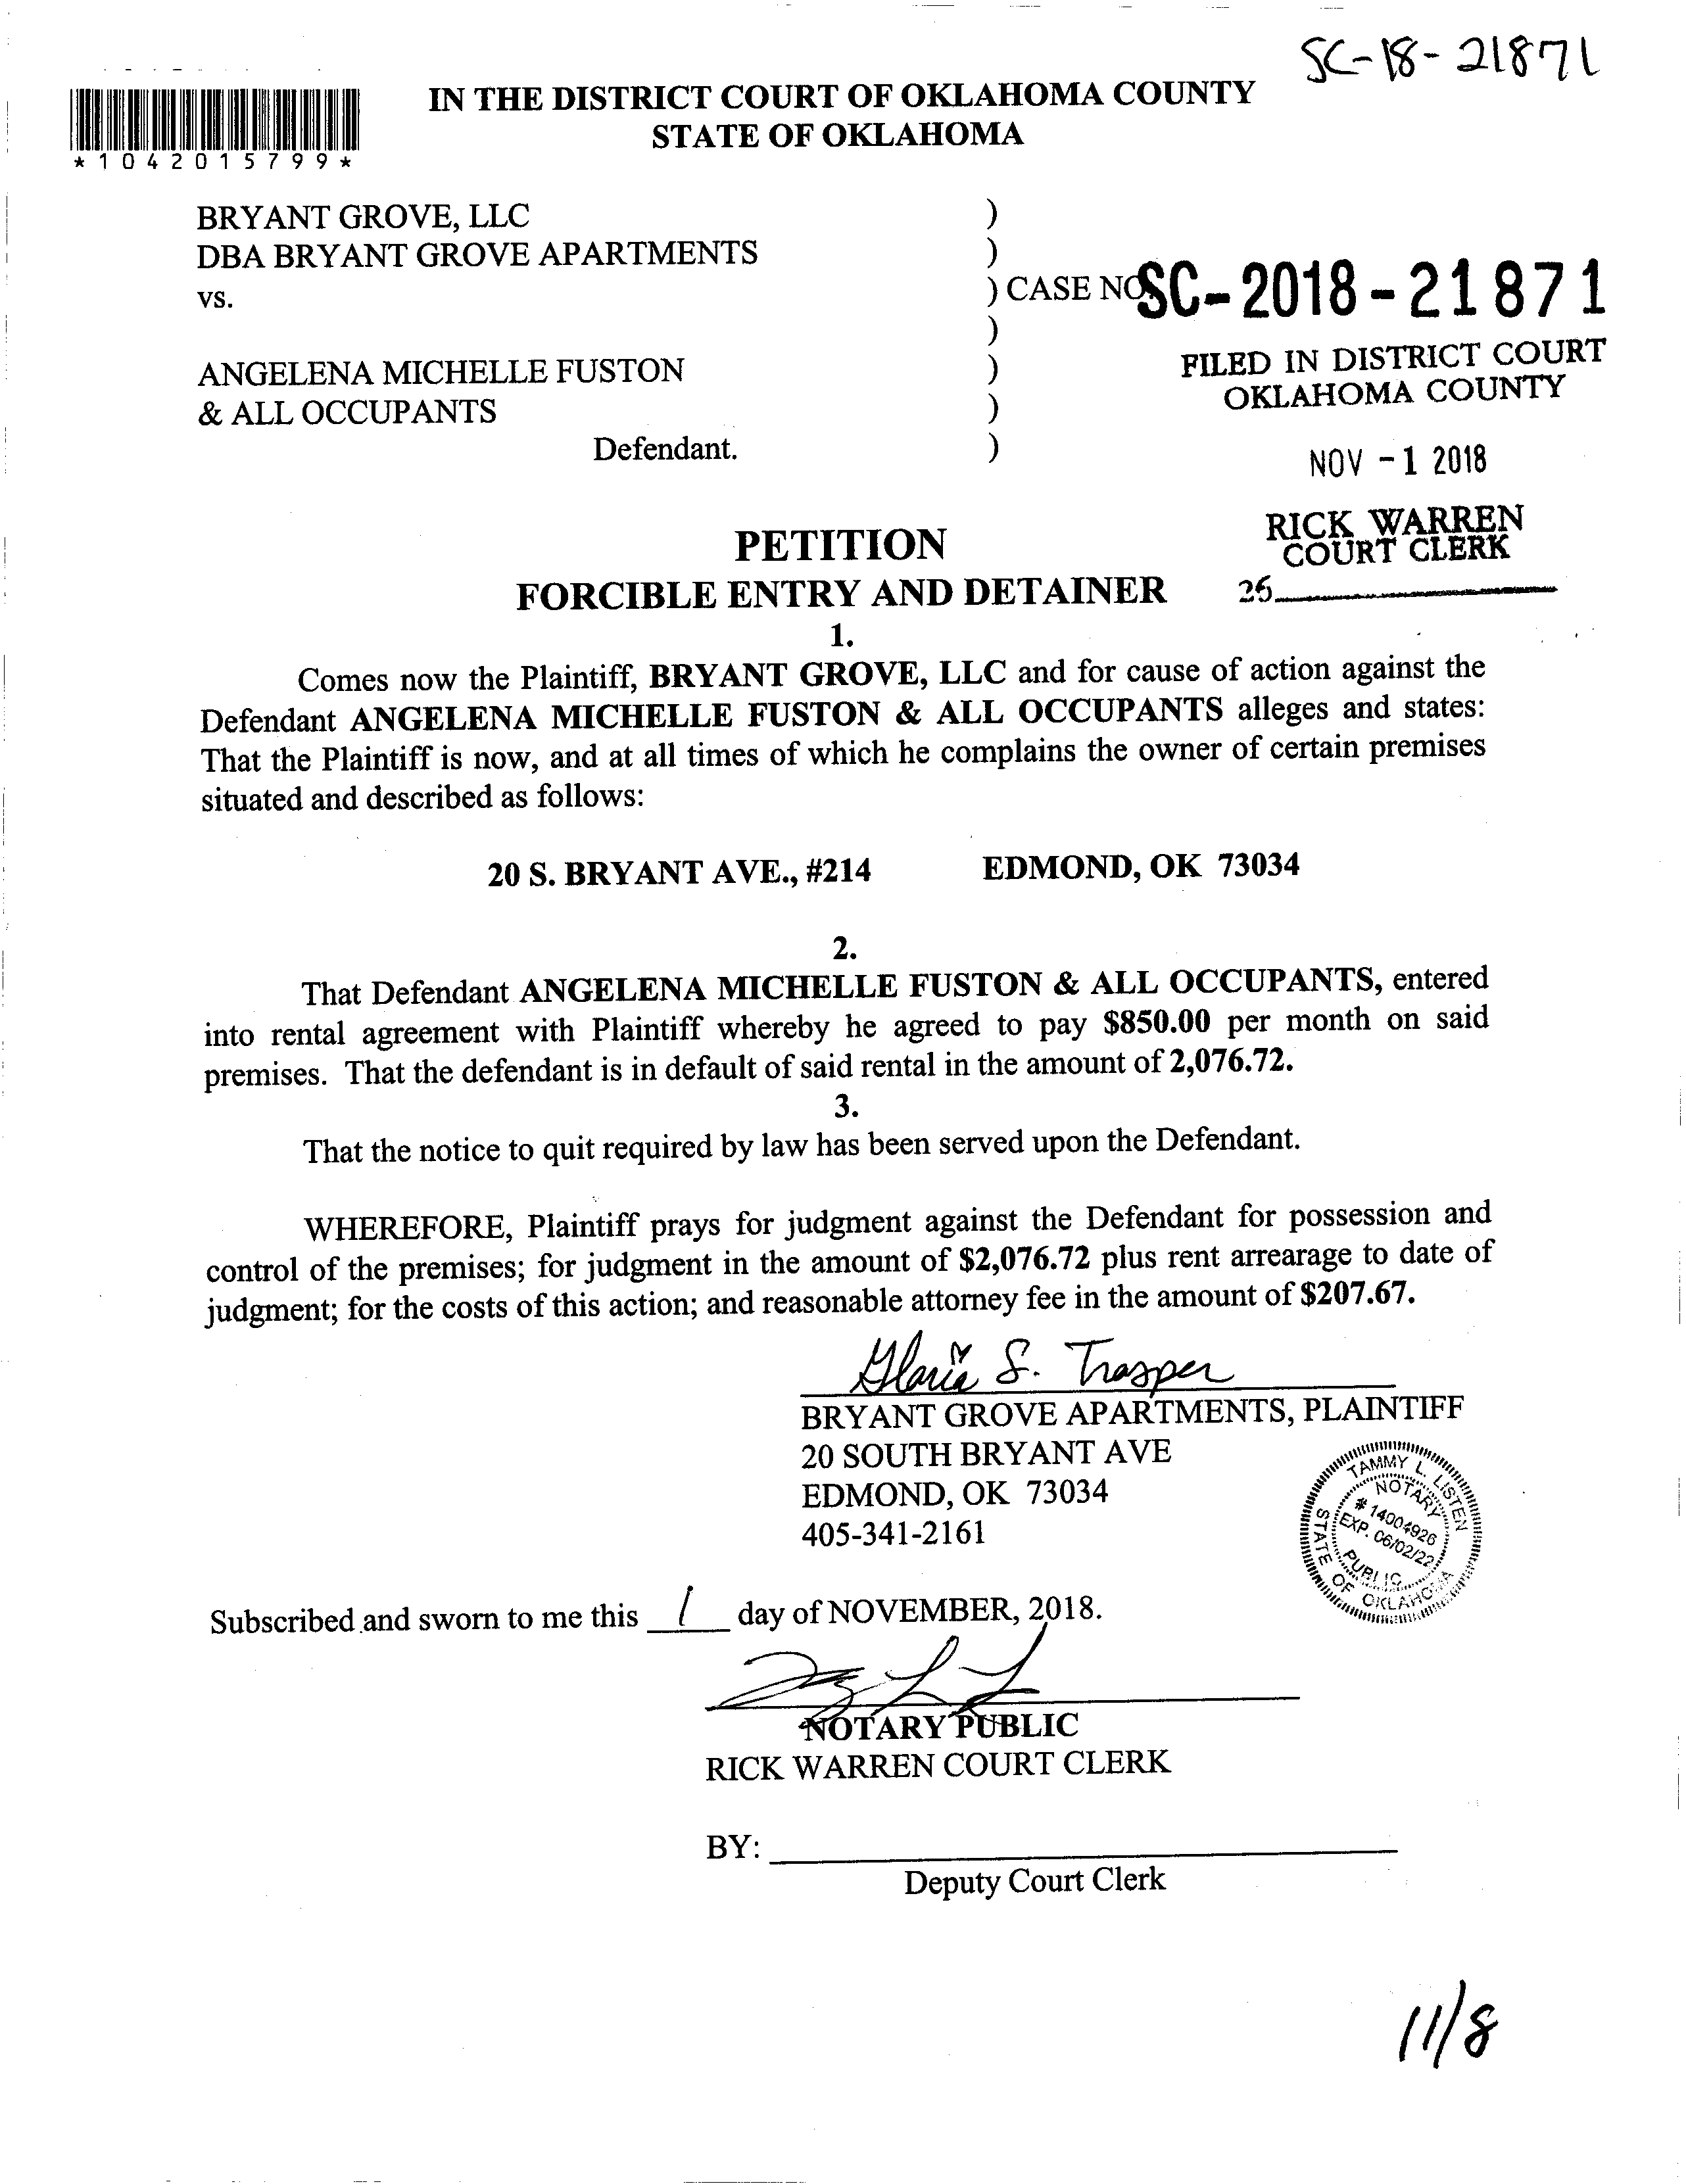 SC-18-21871
IN THE DISTRICT COURT OF OKLAHOMA COUNTY
STATE OF OKLAHOMA
*1042015799*
BRYANT GROVE, LLC )
DBA BRYANT GROVE APARTMENTS )
vs. ) CASE NO SC-2018-21871
)
ANGELENA MICHELLE FUSTON )
& ALL OCCUPANTS )
Defendant. )
FILED IN DISTRICT COURT
OKLAHOMA COUNTY
NOV -1 2018
RICK WARREN
COURT CLERK
26
PETITION
FORCIBLE ENTRY AND DETAINER
1.
Comes now the Plaintiff, BRYANT GROVE, LLC and for cause of action against the
Defendant ANGELENA MICHELLE FUSTON & ALL OCCUPANTS alleges and states:
That the Plaintiff is now, and at all times of which he complains the owner of certain premises
situated and described as follows:
20 S. BRYANT AVE., #214 EDMOND, OK 73034
2.
That Defendant ANGELENA MICHELLE FUSTON & ALL OCCUPANTS, entered
into rental agreement with Plaintiff whereby he agreed to pay $850.00 per month on said
premises. That the defendant is in default of said rental in the amount of 2,076.72.
3.
That the notice to quit required by law has been served upon the Defendant.
WHEREFORE, Plaintiff prays for judgment against the Defendant for possession and
control of the premises; for judgment in the amount of $2,076.72 plus rent arrearage to date of
judgment; for the costs of this action; and reasonable attorney fee in the amount of $207.67.
Gloria S. Trasper
BRYANT GROVE APARTMENTS, PLAINTIFF
20 SOUTH BRYANT AVE
EDMOND, OK 73034
405-341-2161
TAMMY L. LISTEN
NOTARY
# 14004926
EXP. 06/02/22
PUBLIC
STATE OF OKLAHOMA
Subscribed and sworn to me this 1 day of NOVEMBER, 2018.
NOTARY PUBLIC
RICK WARREN COURT CLERK
BY:
Deputy Court Clerk
11/8